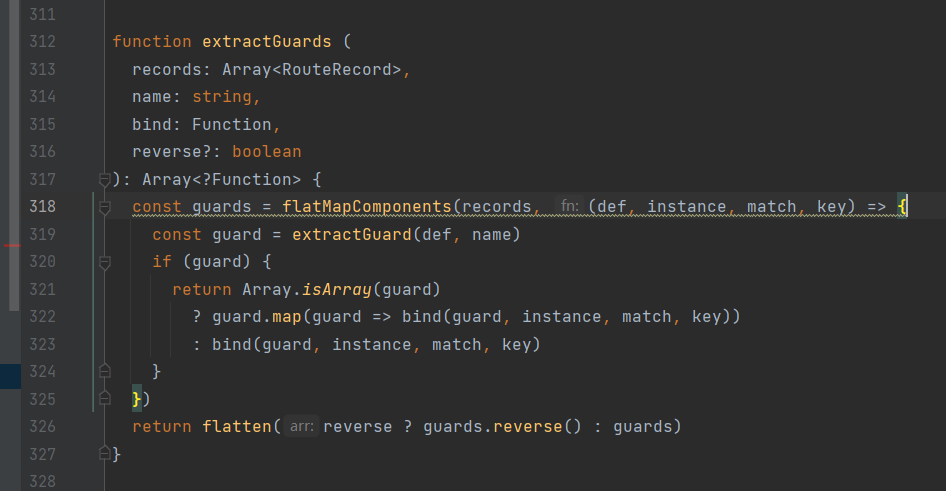 311
312 function extractGuards (
313   records: Array<RouteRecord>,
314   name: string,
315   bind: Function,
316   reverse?: boolean
317 ): Array<?Function> {
318   const guards = flatMapComponents(records, fn: (def, instance, match, key) => {
319     const guard = extractGuard(def, name)
320     if (guard) {
321       return Array.isArray(guard)
322         ? guard.map(guard => bind(guard, instance, match, key))
323         : bind(guard, instance, match, key)
324     }
325   })
326   return flatten( arr: reverse ? guards.reverse() : guards)
327 }
328